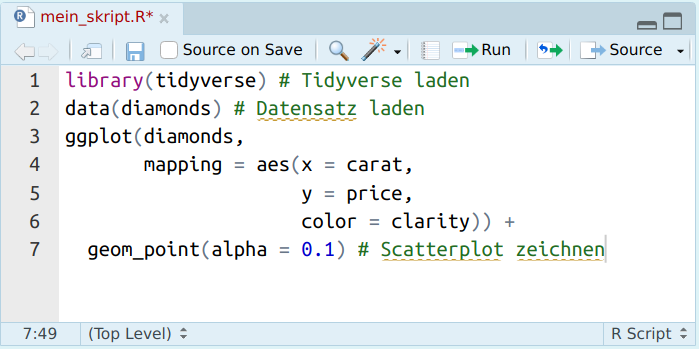 mein_skript.R*
Source on Save Run Source
1 library(tidyverse) # Tidyverse laden
2 data(diamonds) # Datensatz laden
3 ggplot(diamonds,
4        mapping = aes(x = carat,
5                      y = price,
6                      color = clarity)) +
7   geom_point(alpha = 0.1) # Scatterplot zeichnen
7:49 (Top Level) R Script